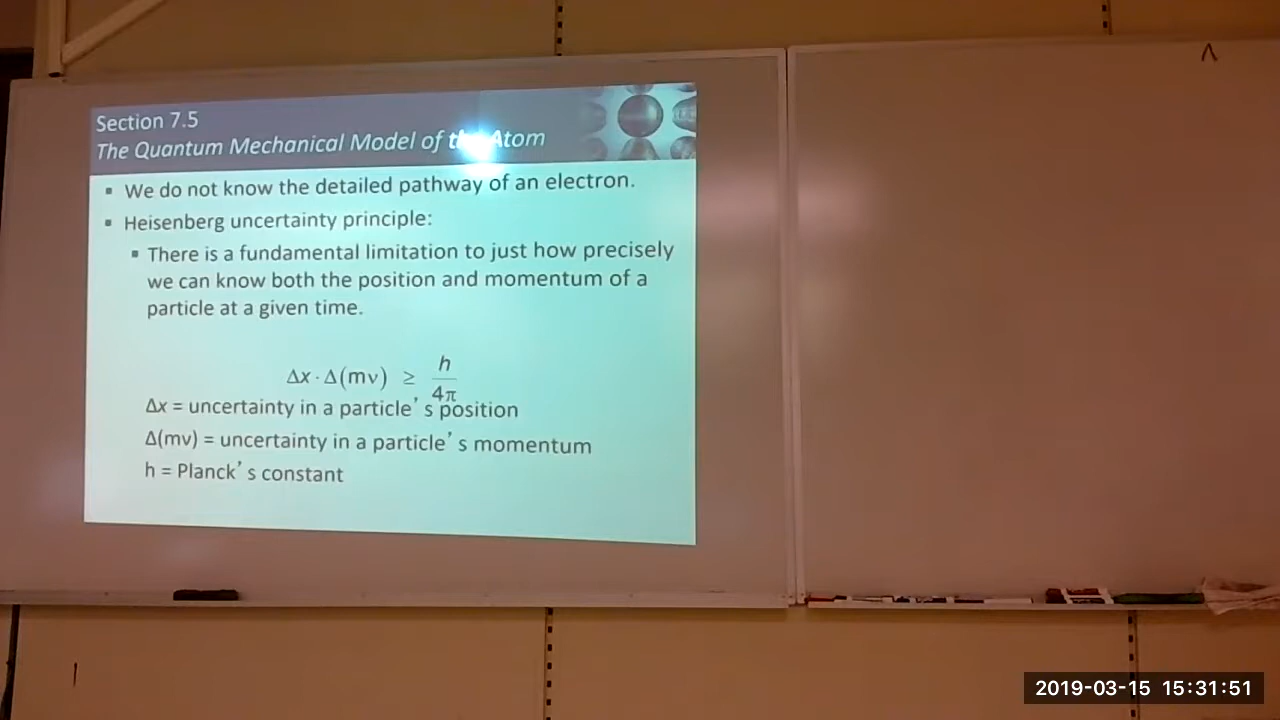 Section 7.5
The Quantum Mechanical Model of the Atom
▪ We do not know the detailed pathway of an electron.
▪ Heisenberg uncertainty principle:
▪ There is a fundamental limitation to just how precisely
we can know both the position and momentum of a
particle at a given time.
Δx · Δ(mv) ≥ h/4π
Δx = uncertainty in a particle's position
Δ(mv) = uncertainty in a particle's momentum
h = Planck's constant
2019-03-15 15:31:51